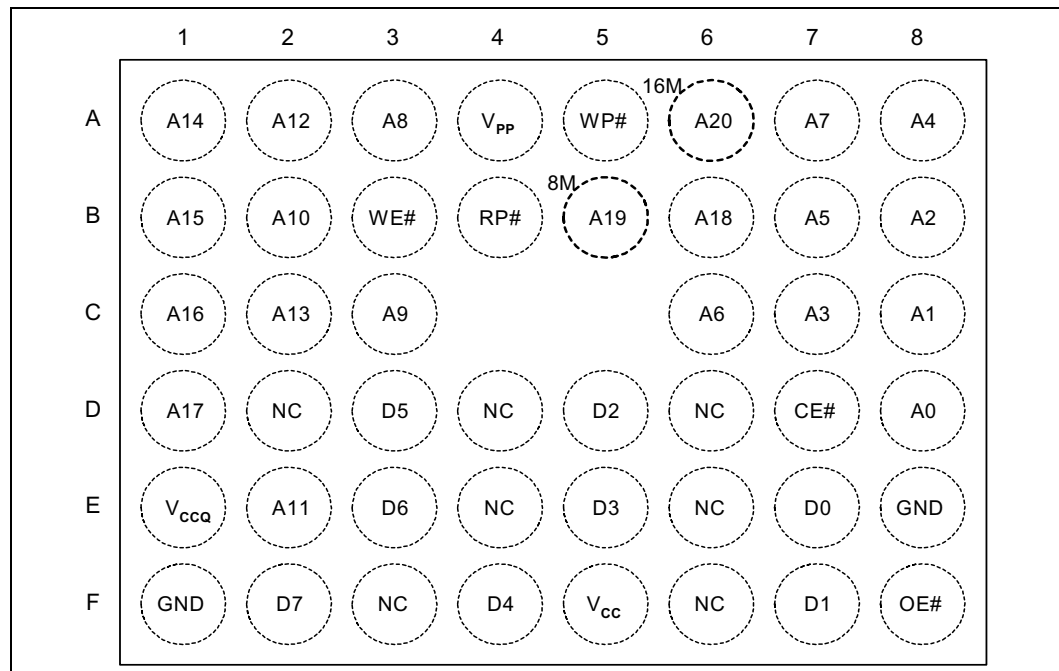 1 2 3 4 5 6 7 8
16M
A A14 A12 A8 VPP WP# A20 A7 A4
8M
B A15 A10 WE# RP# A19 A18 A5 A2
C A16 A13 A9 A6 A3 A1
D A17 NC D5 NC D2 NC CE# A0
E VCCQ A11 D6 NC D3 NC D0 GND
F GND D7 NC D4 VCC NC D1 OE#